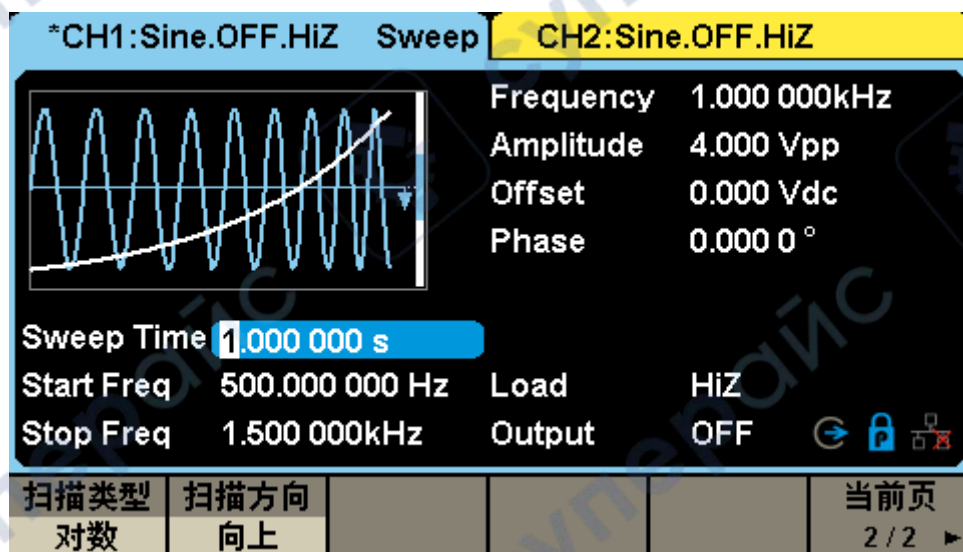 *CH1:Sine.OFF.HiZ Sweep CH2:Sine.OFF.HiZ
Frequency 1.000 000kHz
Amplitude 4.000 Vpp
Offset 0.000 Vdc
Phase 0.000 0 °
Sweep Time 1.000 000 s
Start Freq 500.000 000 Hz Load HiZ
Stop Freq 1.500 000kHz Output OFF
扫描类型 扫描方向 当前页
对数 向上 2 / 2